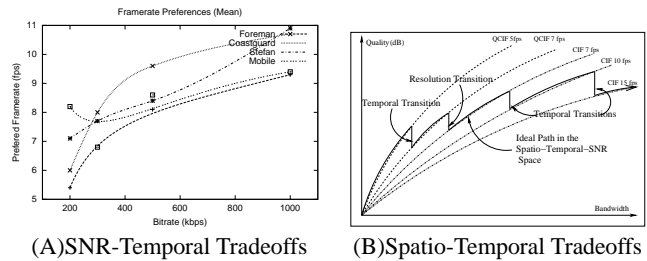 Framerate Preferences (Mean)
Foreman
Coastguard
Stefan
Mobile
11
10
9
8
7
6
5
Prefered Framerate (fps)
200
400
600
800
1000
Bitrate (kbps)
(A)SNR-Temporal Tradeoffs
Quality (dB)
QCIF 5fps
QCIF 7 fps
CIF 7 fps
CIF 10 fps
CIF 15 fps
Resolution Transition
Temporal Transition
Temporal Transitions
Ideal Path in the
Spatio-Temporal-SNR
Space
Bandwidth
(B)Spatio-Temporal Tradeoffs